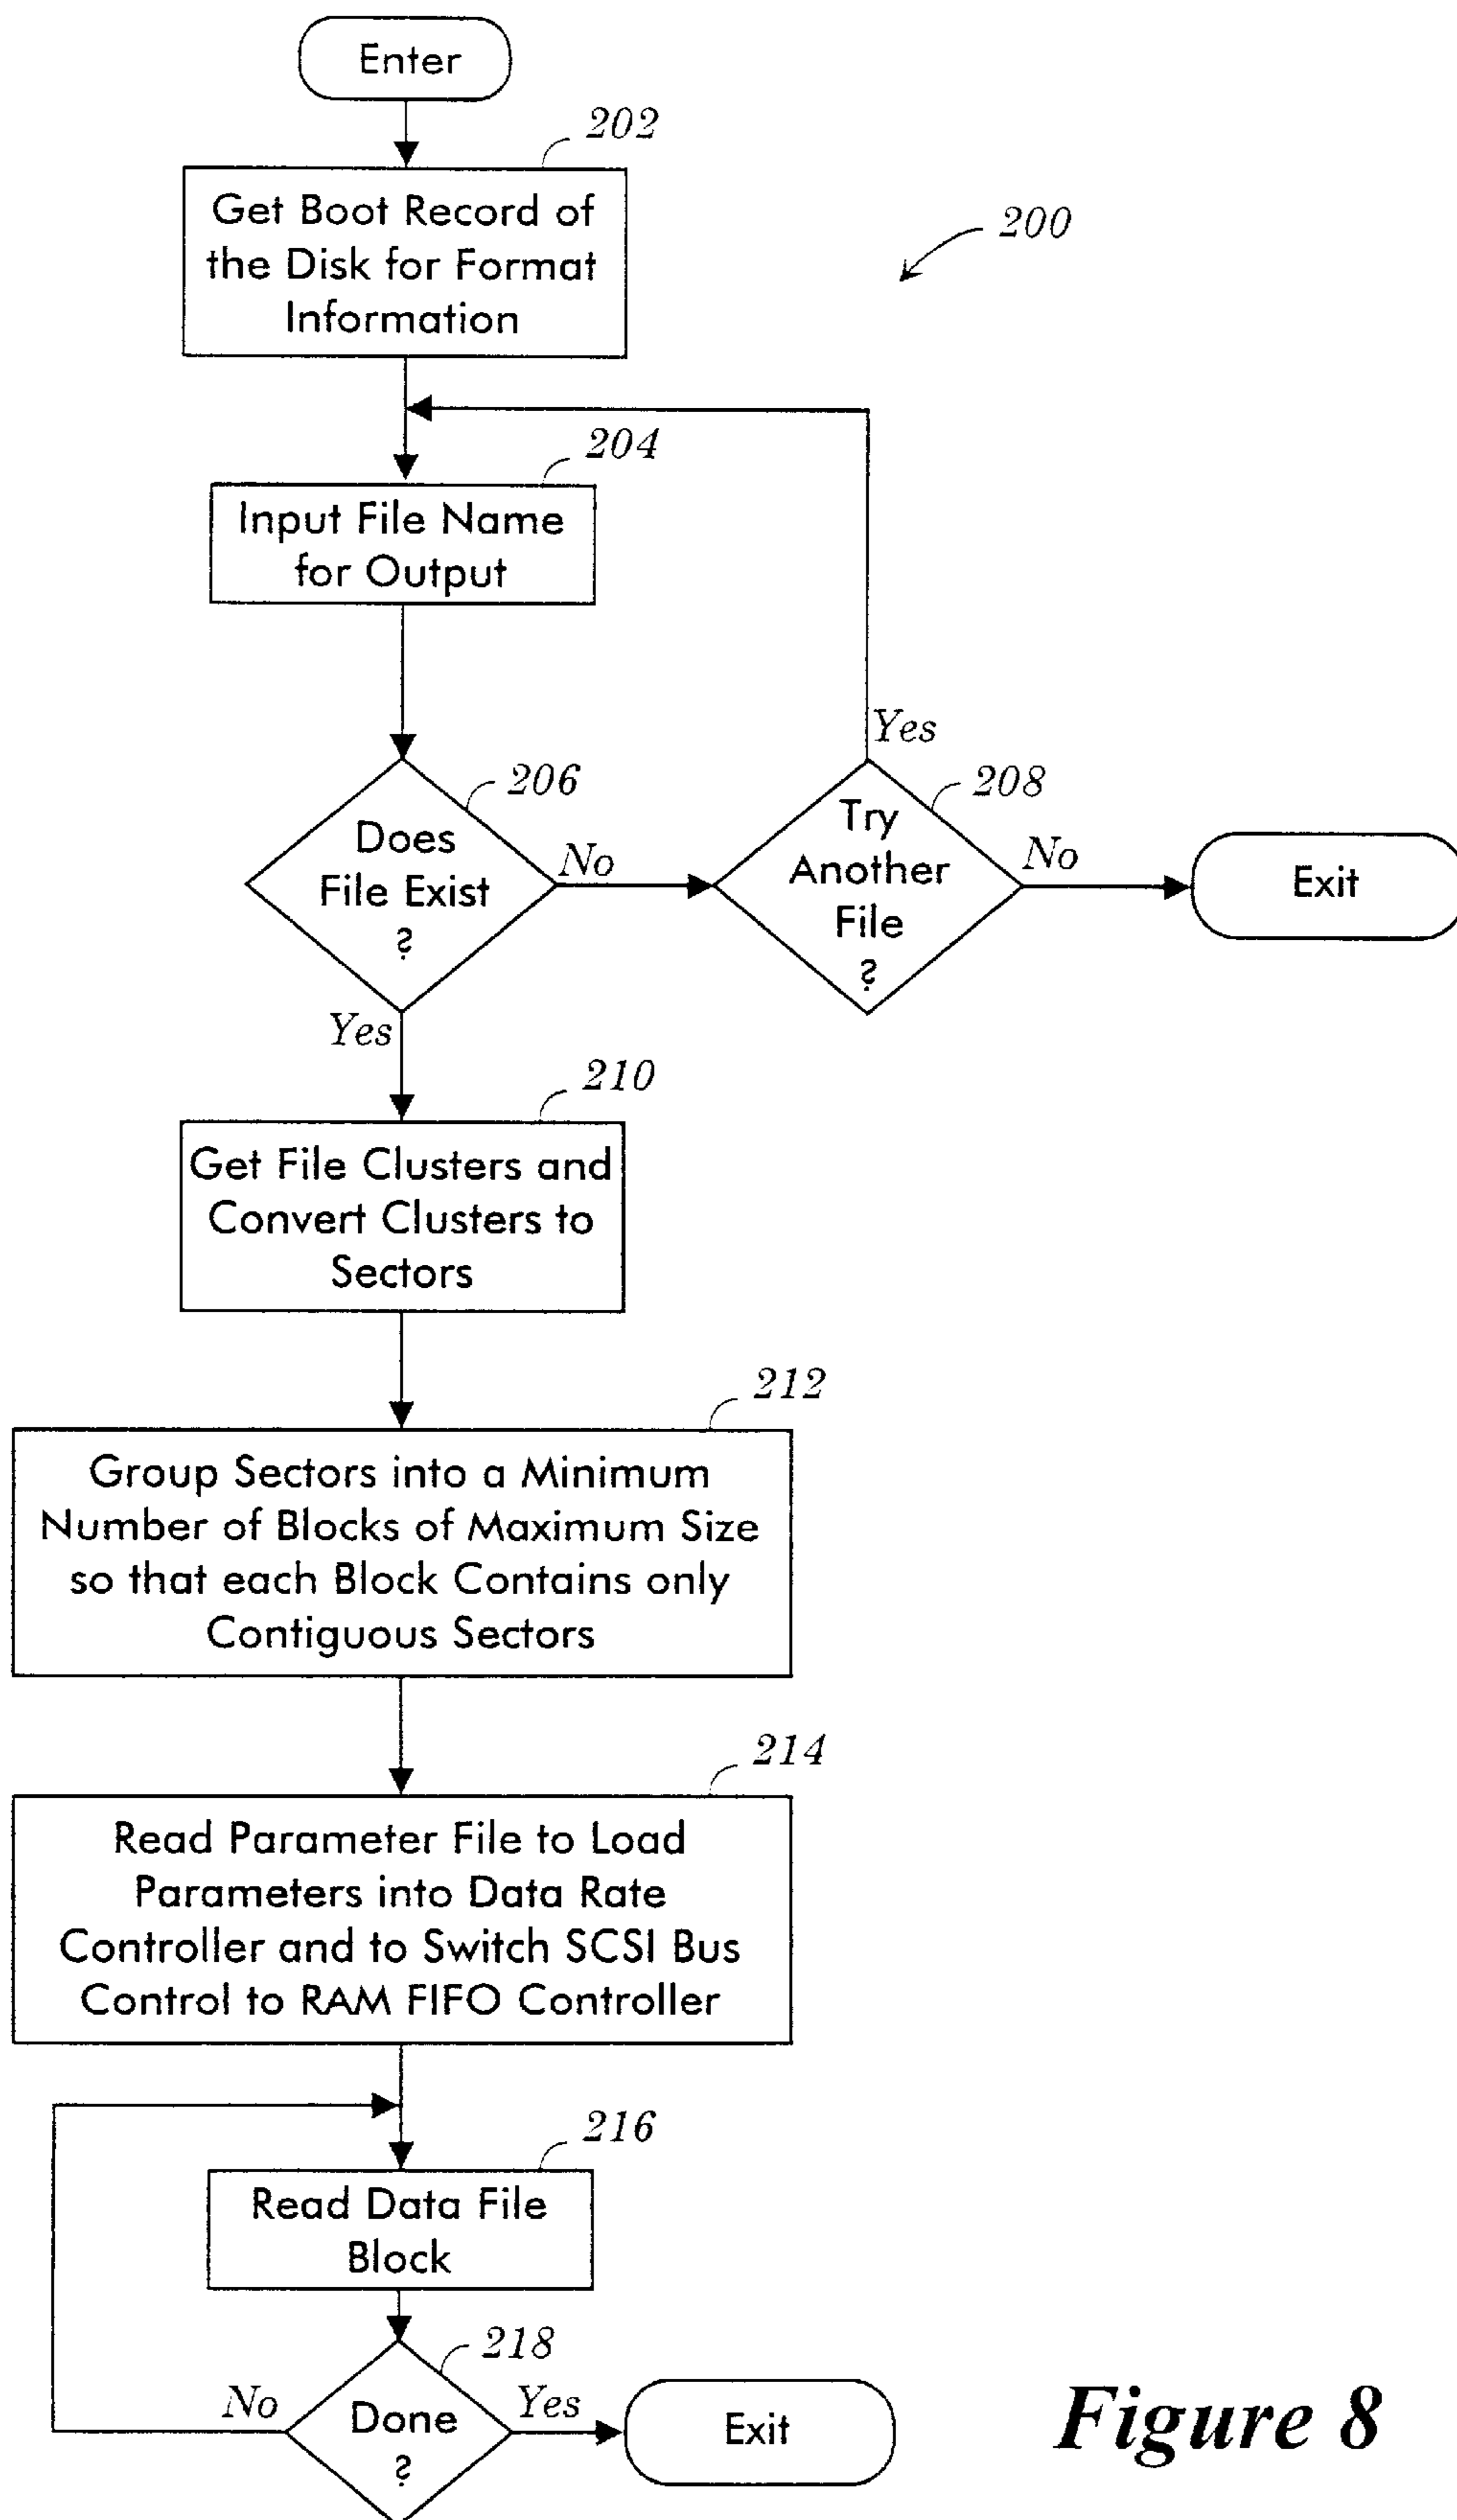 Enter
202
Get Boot Record of
the Disk for Format
Information
200
204
Input File Name
for Output
Yes
206
Does
File Exist
?
No
208
Try
Another
File
?
No
Exit
Yes
210
Get File Clusters and
Convert Clusters to
Sectors
212
Group Sectors into a Minimum
Number of Blocks of Maximum Size
so that each Block Contains only
Contiguous Sectors
214
Read Parameter File to Load
Parameters into Data Rate
Controller and to Switch SCSI Bus
Control to RAM FIFO Controller
216
Read Data File
Block
218
No
Done
?
Yes
Exit
Figure 8